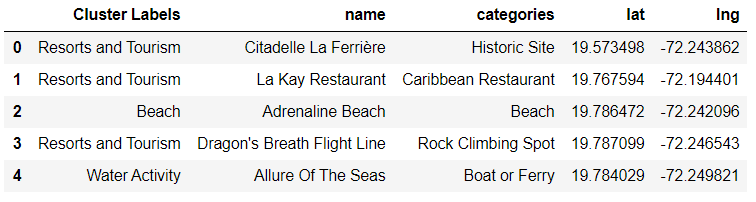 Cluster Labels name categories lat lng
0 Resorts and Tourism Citadelle La Ferrière Historic Site 19.573498 -72.243862
1 Resorts and Tourism La Kay Restaurant Caribbean Restaurant 19.767594 -72.194401
2 Beach Adrenaline Beach Beach 19.786472 -72.242096
3 Resorts and Tourism Dragon's Breath Flight Line Rock Climbing Spot 19.787099 -72.246543
4 Water Activity Allure Of The Seas Boat or Ferry 19.784029 -72.249821